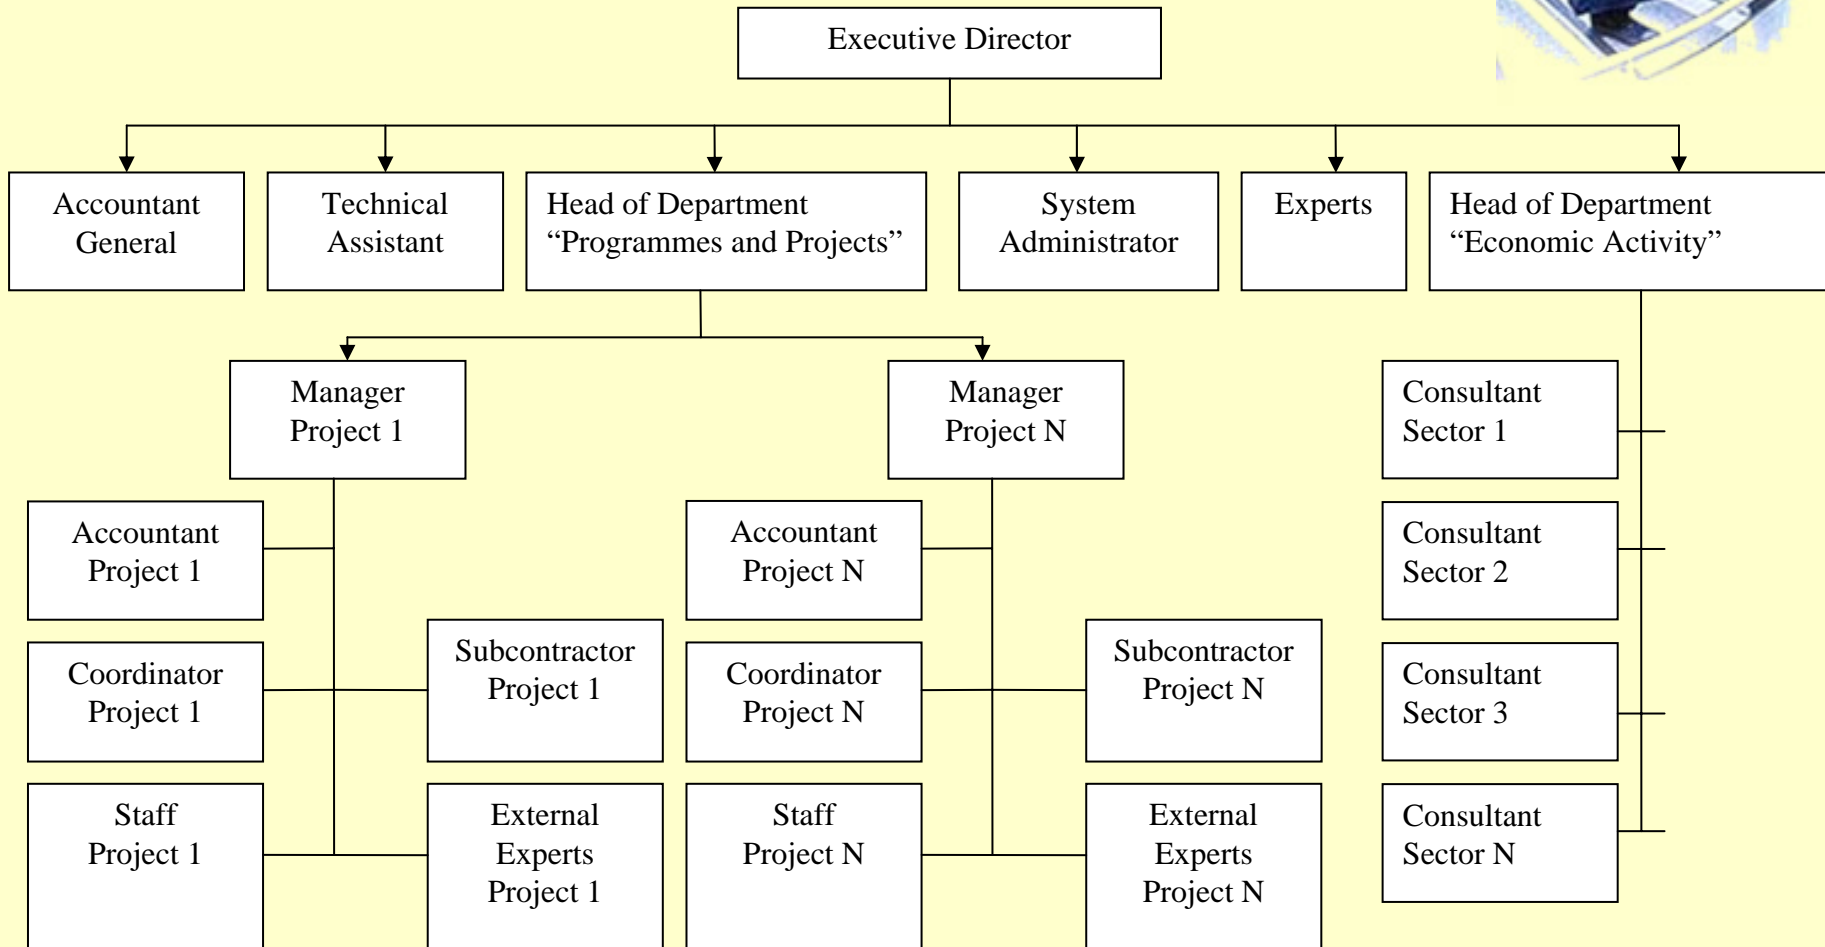 Executive Director
Accountant
General
Technical
Assistant
Head of Department
“Programmes and Projects”
System
Administrator
Experts
Head of Department
“Economic Activity”
Manager
Project 1
Manager
Project N
Consultant
Sector 1
Accountant
Project 1
Accountant
Project N
Consultant
Sector 2
Coordinator
Project 1
Subcontractor
Project 1
Coordinator
Project N
Subcontractor
Project N
Consultant
Sector 3
Staff
Project 1
External
Experts
Project 1
Staff
Project N
External
Experts
Project N
Consultant
Sector N